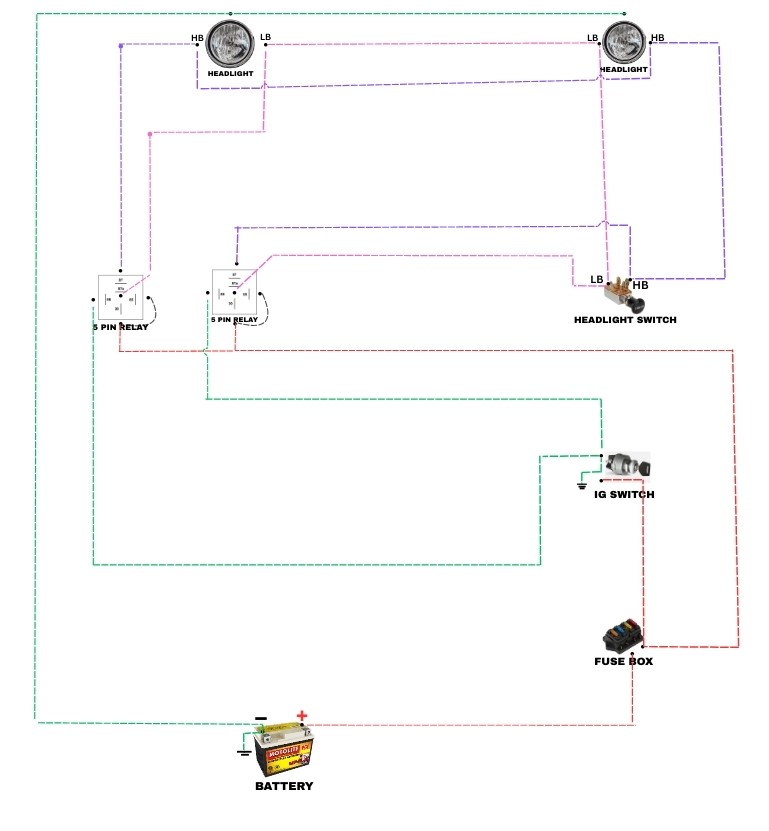 HB
LB
HEADLIGHT
LB
HB
HEADLIGHT
87
87a
86
85
30
5 PIN RELAY
87
87a
86
85
30
5 PIN RELAY
LB
HB
HEADLIGHT SWITCH
IG SWITCH
FUSE BOX
- +
MOTOLITE
BATTERY